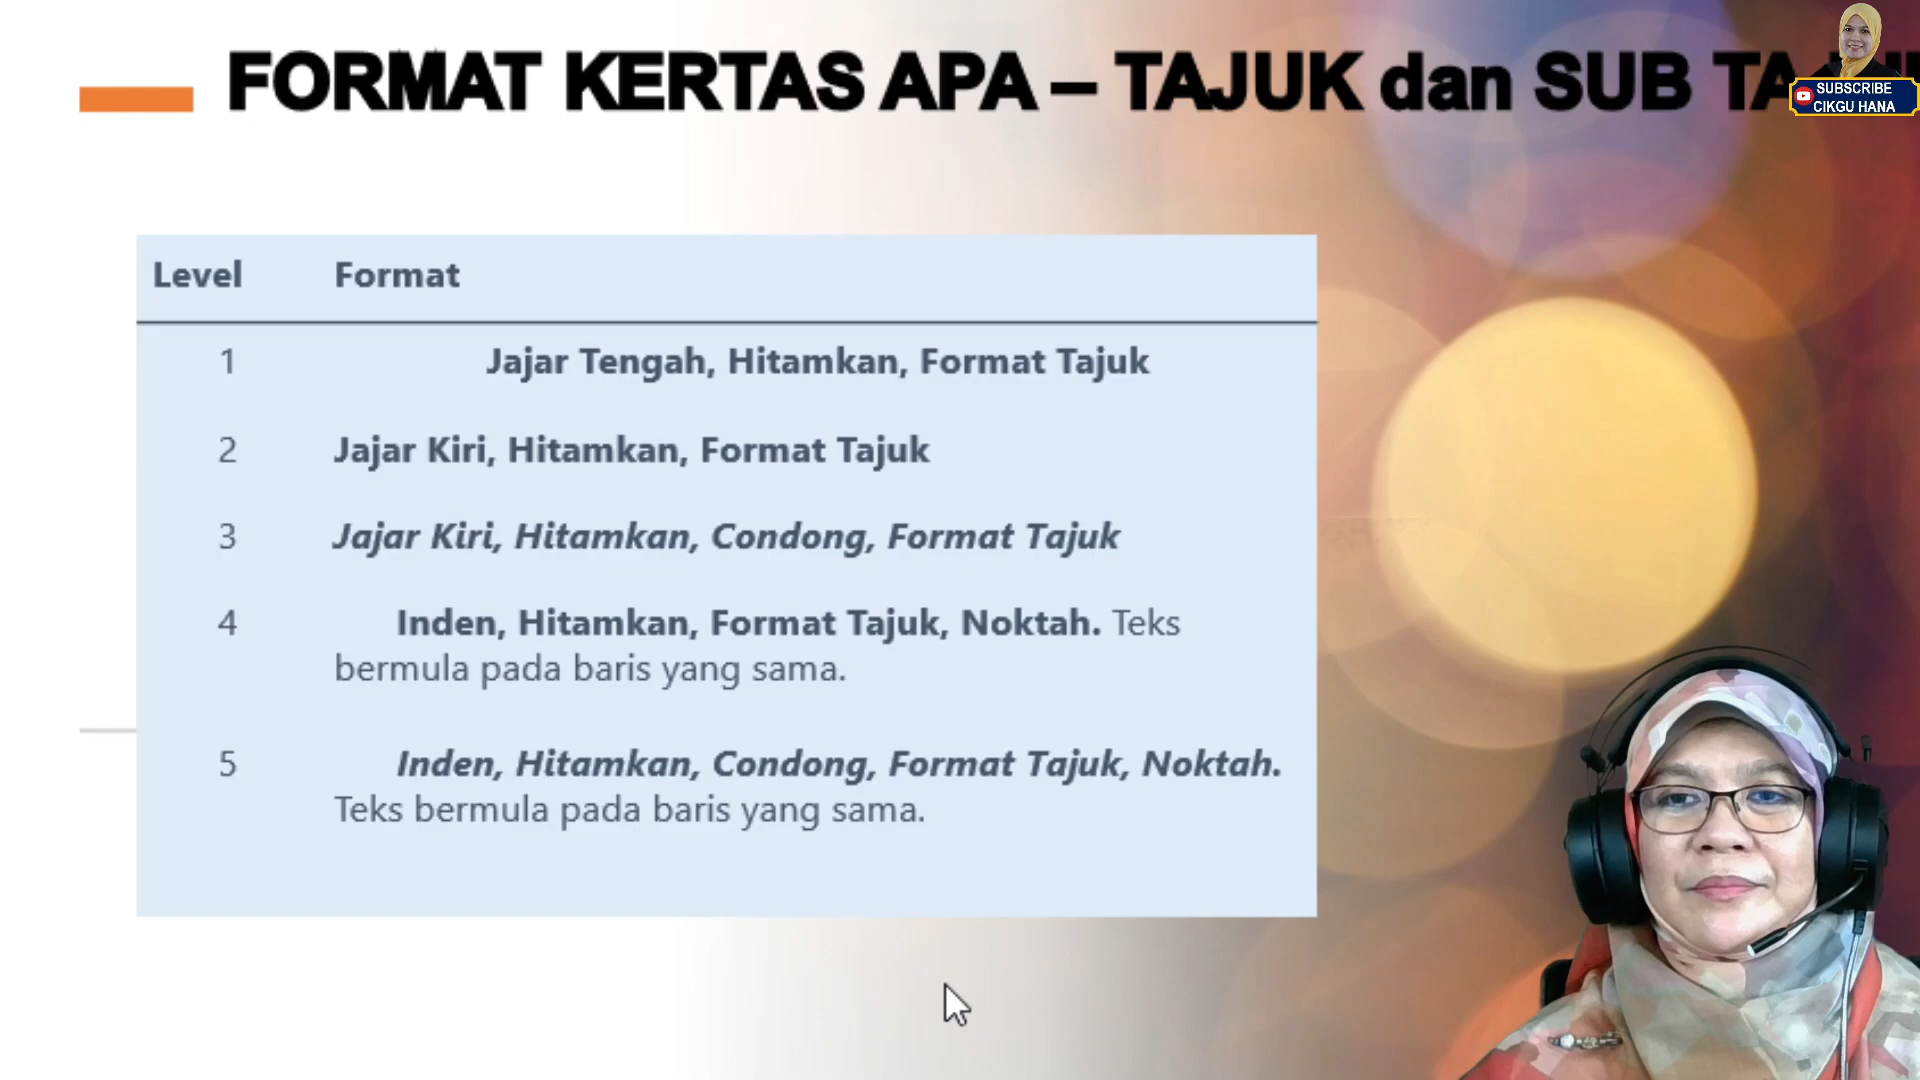 FORMAT KERTAS APA – TAJUK dan SUB
SUBSCRIBE
CIKGU HANA
Level Format
1 Jajar Tengah, Hitamkan, Format Tajuk
2 Jajar Kiri, Hitamkan, Format Tajuk
3 Jajar Kiri, Hitamkan, Condong, Format Tajuk
4 Inden, Hitamkan, Format Tajuk, Noktah. Teks
bermula pada baris yang sama.
5 Inden, Hitamkan, Condong, Format Tajuk, Noktah.
Teks bermula pada baris yang sama.